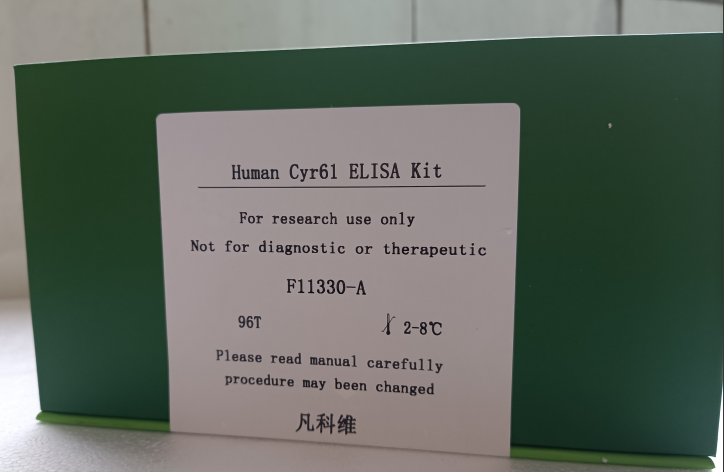 Human Cyr61 ELISA Kit
For research use only
Not for diagnostic or therapeutic
F11330-A
96T 2-8℃
Please read manual carefully
procedure may been changed
凡科维